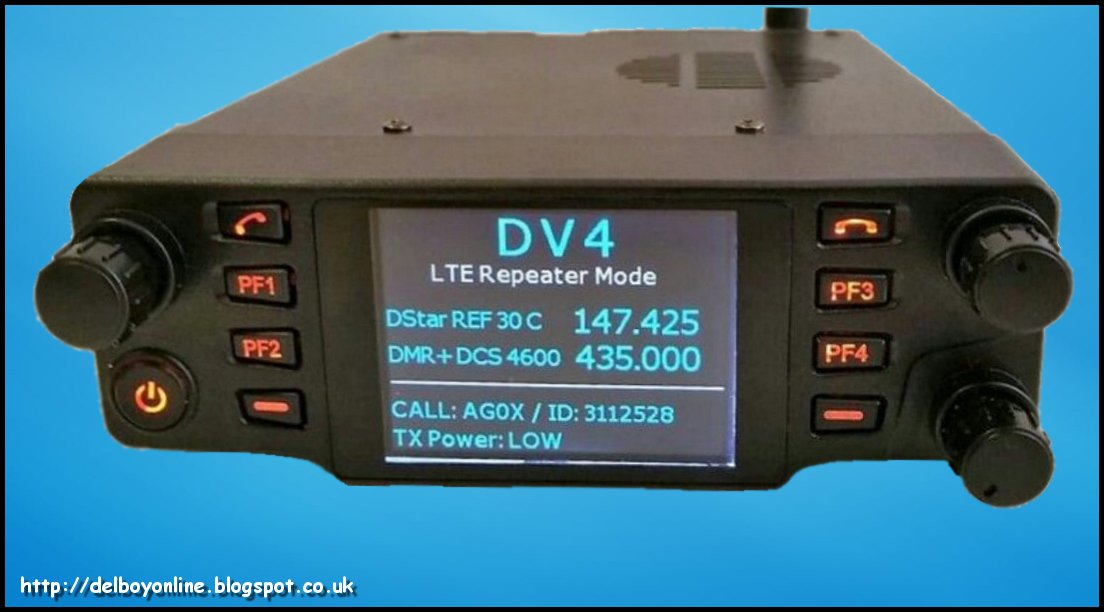 DV4
LTE Repeater Mode
DStar REF 30 C 147.425
DMR+ DCS 4600 435.000
CALL: AG0X / ID: 3112528
TX Power: LOW
PF1
PF2
PF3
PF4
http://delboyonline.blogspot.co.uk